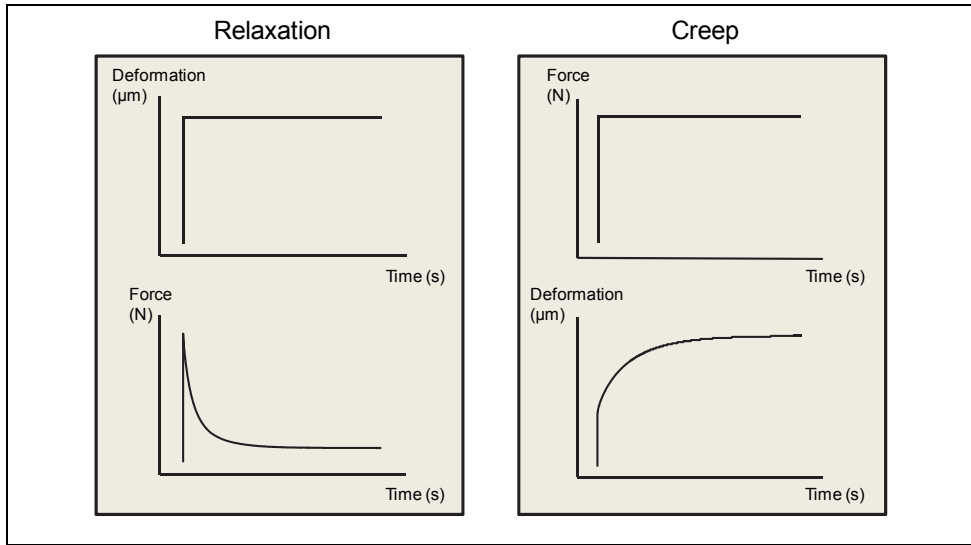 Relaxation
Deformation
(µm)
Time (s)
Force
(N)
Time (s)
Creep
Force
(N)
Time (s)
Deformation
(µm)
Time (s)